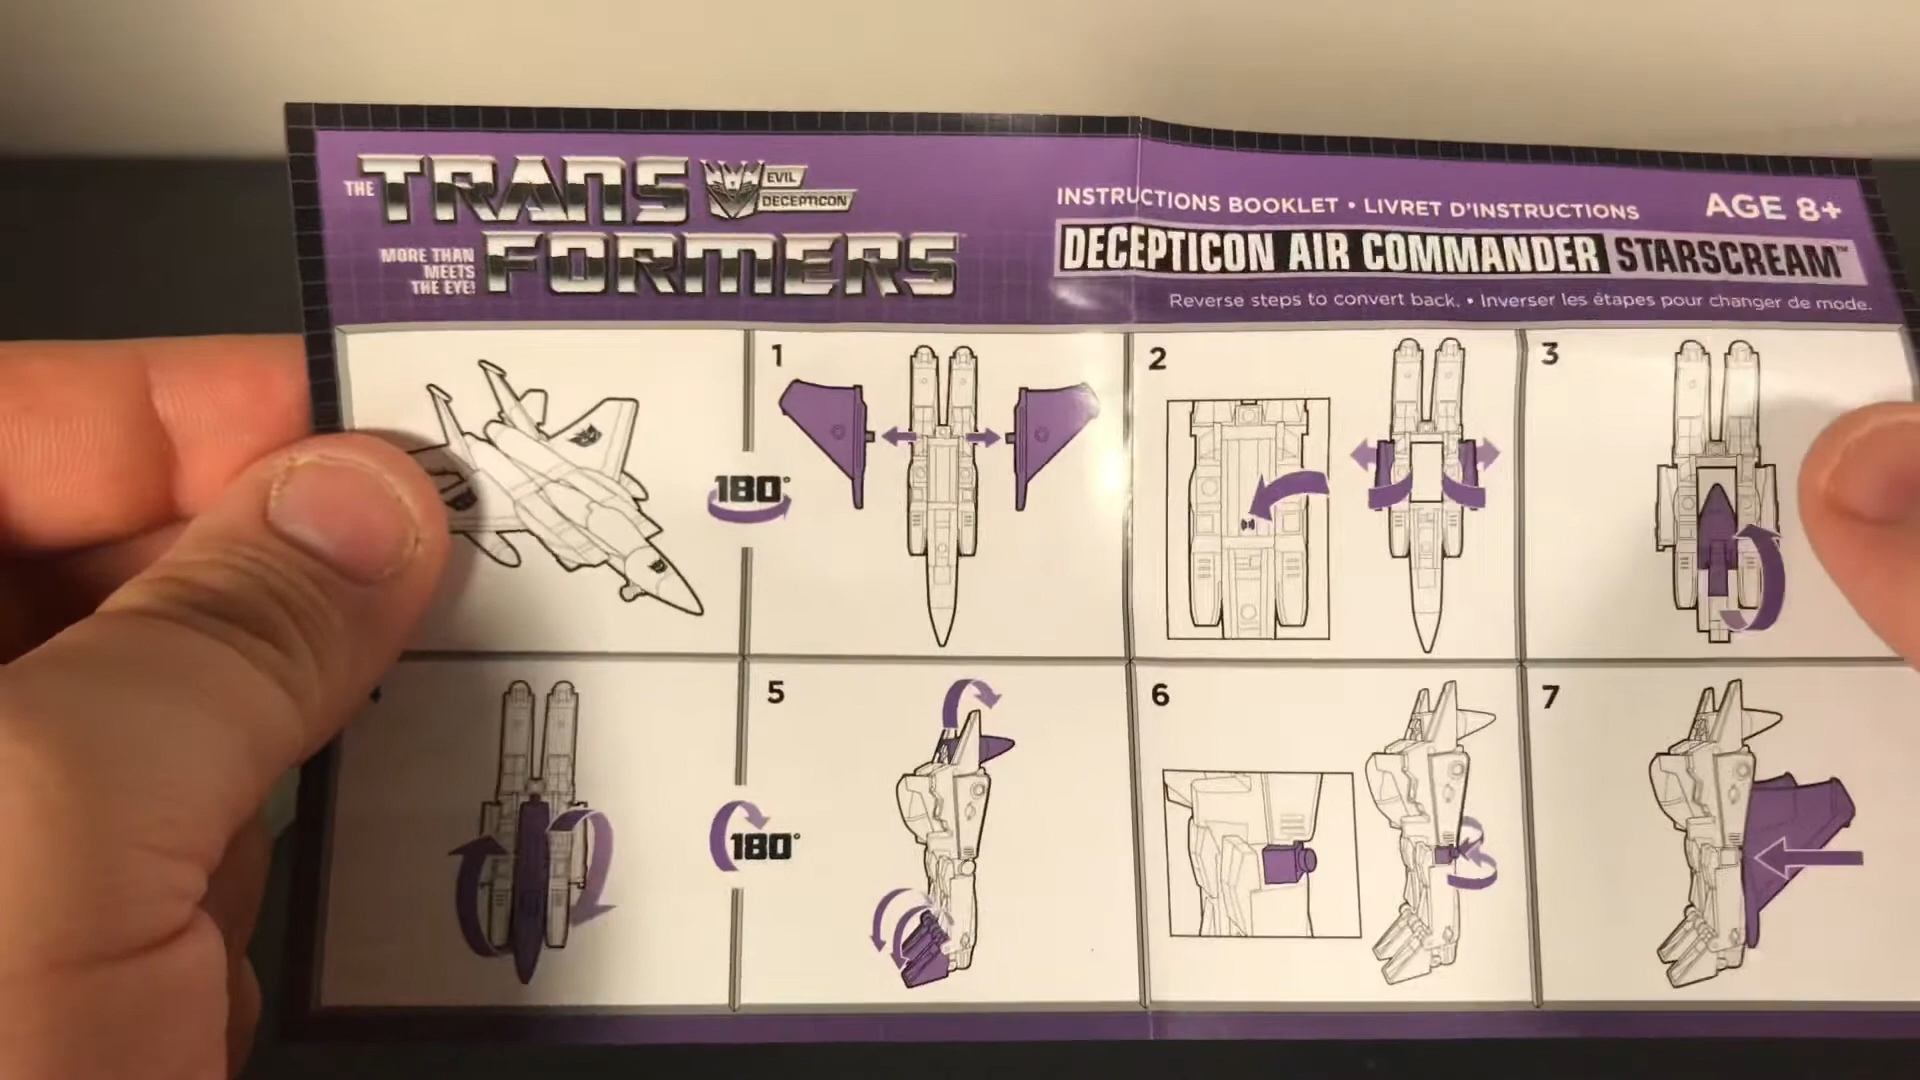 THE TRANS EVIL DECEPTICON
FORMERS
MORE THAN
MEETS
THE EYE!
INSTRUCTIONS BOOKLET • LIVRET D'INSTRUCTIONS AGE 8+
DECEPTICON AIR COMMANDER STARSCREAM™
Reverse steps to convert back. • Inverser les étapes pour changer de mode.
180°
1
2
3
5
180°
6
7